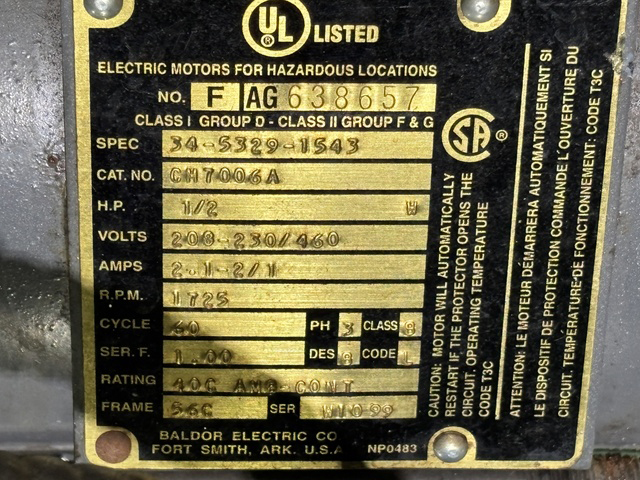 UL® LISTED
ELECTRIC MOTORS FOR HAZARDOUS LOCATIONS
NO. F AG 638657
CLASS I GROUP D - CLASS II GROUP F & G
SPEC 34-5329-1543
CAT. NO. CM7006A
H.P. 1/2 W
VOLTS 208-230/460
AMPS 2.1-2/1
R.P.M. 1725
CYCLE 60 PH 3 CLASS B
SER. F. 1.00 DES B CODE L
RATING 40C AMB-CONT
FRAME 56C SER W1099
BALDOR ELECTRIC CO
FORT SMITH, ARK. U.S.A. NP0483
SA®
CAUTION: MOTOR WILL AUTOMATICALLY
RESTART IF THE PROTECTOR OPENS THE
CIRCUIT. OPERATING TEMPERATURE
CODE T3C
ATTENTION: LE MOTEUR DÉMARRERA AUTOMATIQUEMENT SI
LE DISPOSITIF DE PROTECTION COMMANDE L'OUVERTURE DU
CIRCUIT. TEMPÉRATURE DE FONCTIONNEMENT: CODE T3C